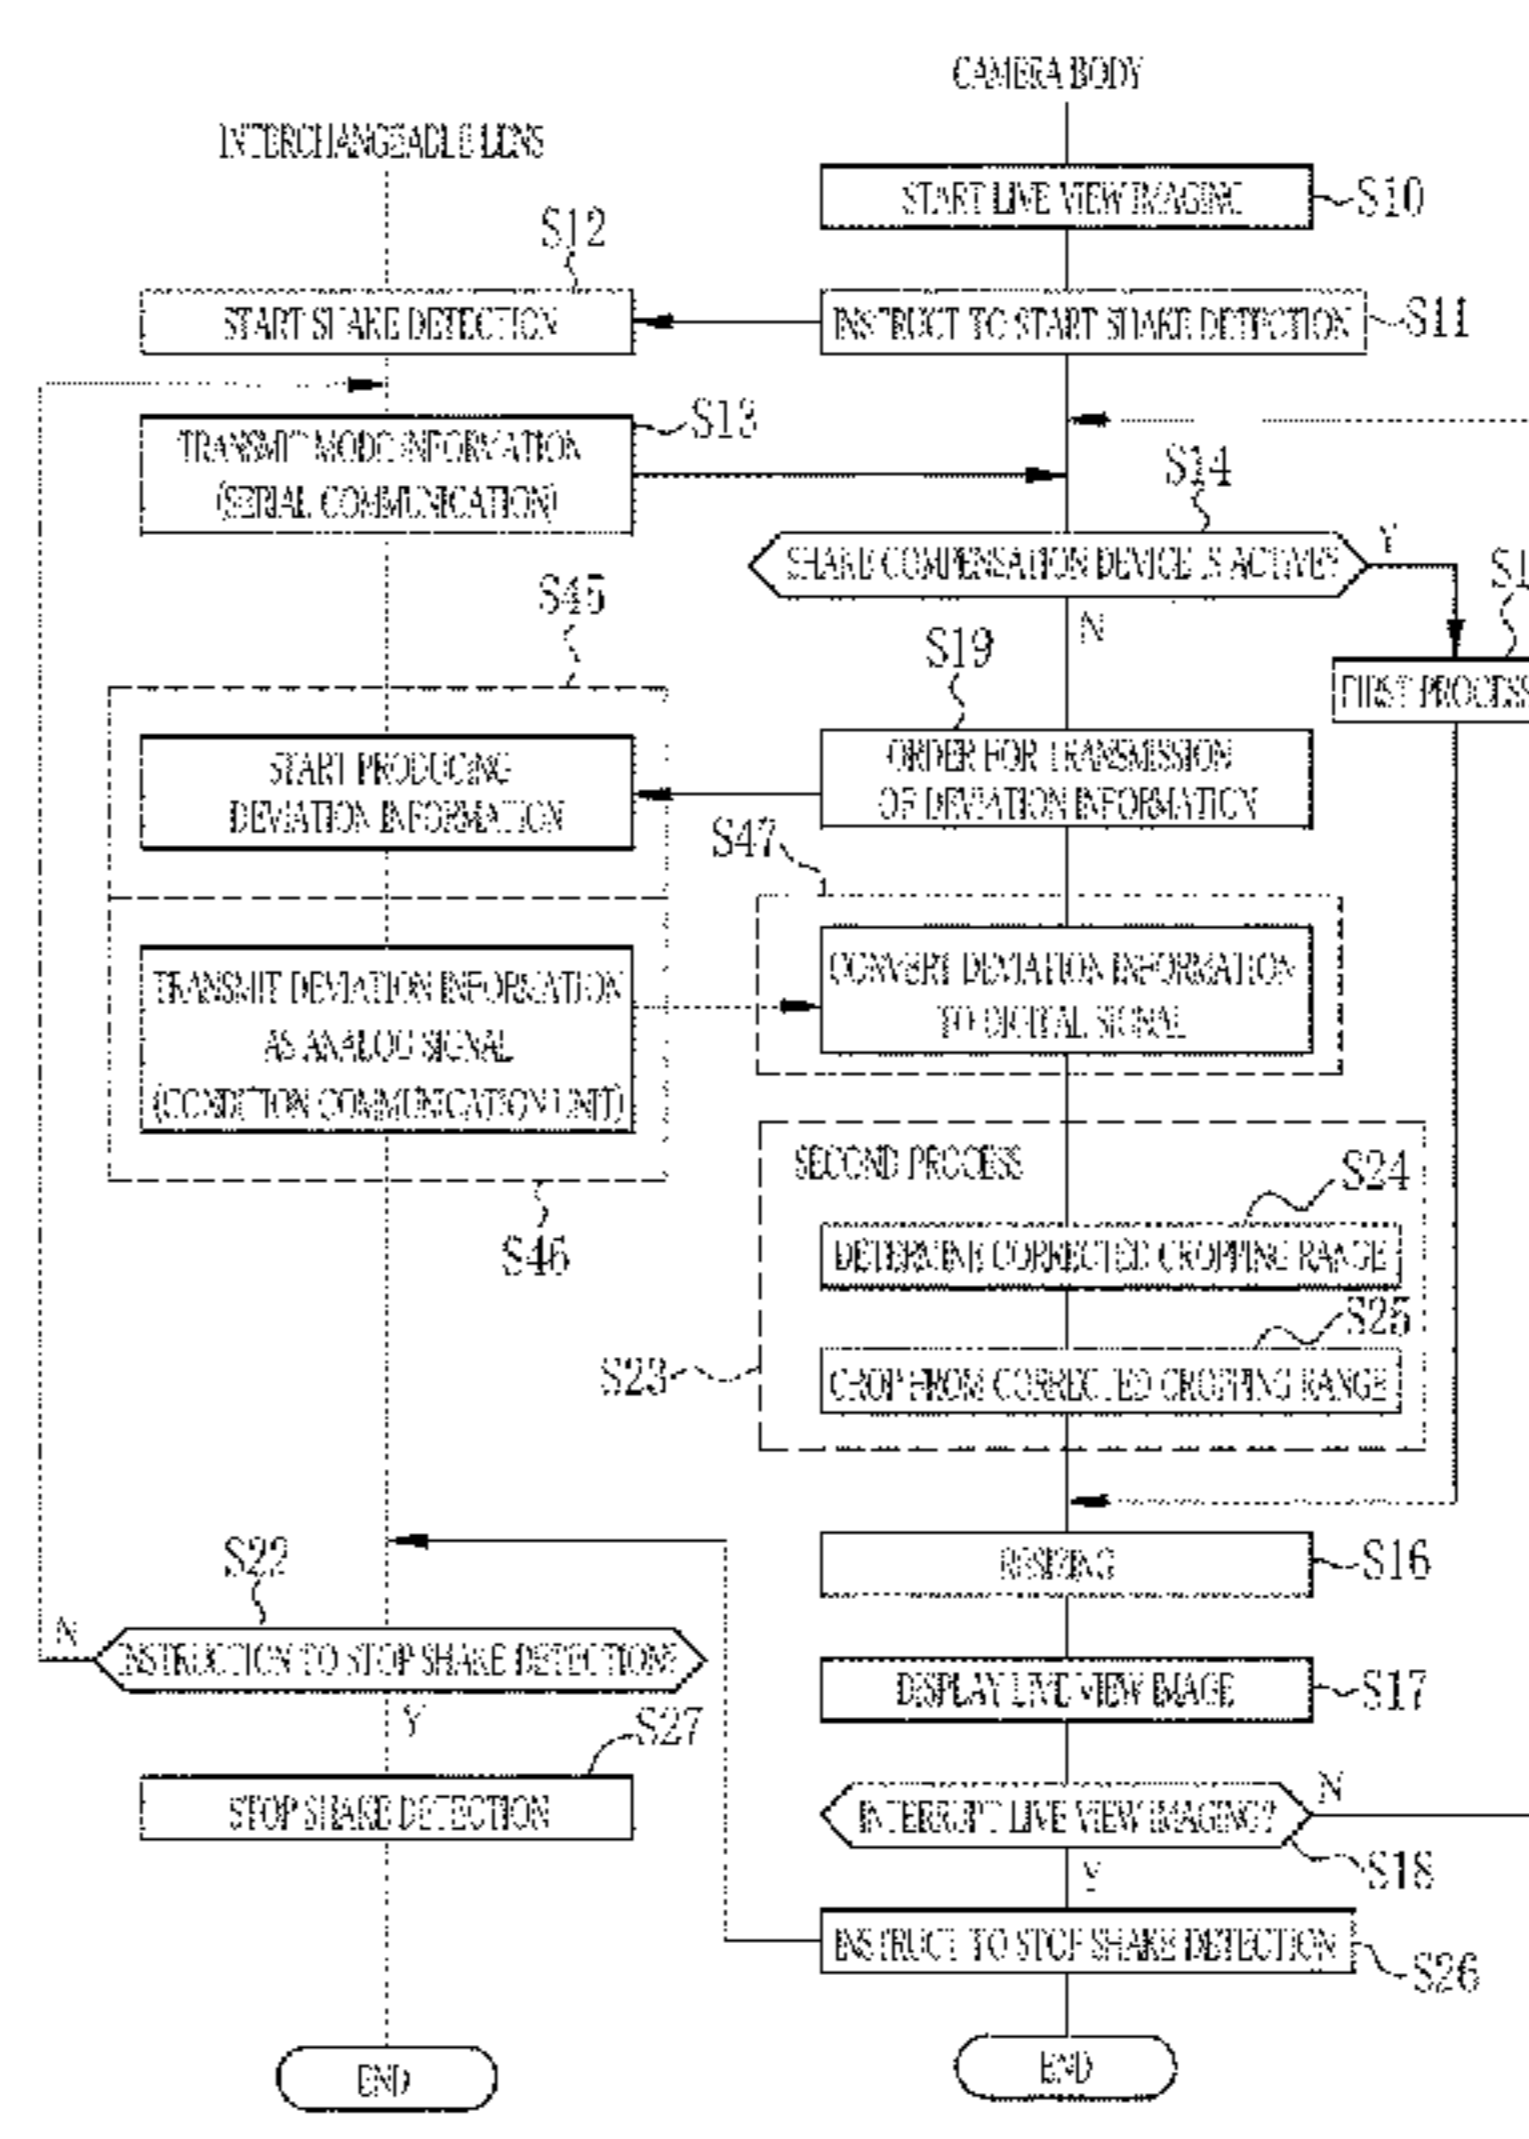 CAMERA BODY
INTERCHANGEABLE LENS
START LIVE VIEW IMAGING
S10
S12
START SHAKE DETECTION
INSTRUCT TO START SHAKE DETECTION
S11
S13
TRANSMIT MODE INFORMATION
(SERIAL COMMUNICATION)
S14
SHAKE COMPENSATION DEVICE IS ACTIVE?
Y
N
S1
FIRST PROCESS
S45
S19
START PRODUCING
DEVIATION INFORMATION
ORDER FOR TRANSMISSION
OF DEVIATION INFORMATION
S47
TRANSMIT DEVIATION INFORMATION
AS ANALOG SIGNAL
(CONDITION COMMUNICATION UNIT)
CONVERT DEVIATION INFORMATION
TO DIGITAL SIGNAL
S46
SECOND PROCESS
S24
DETERMINE CORRECTED CROPPING RANGE
S25
CROP FROM CORRECTED CROPPING RANGE
S23
S22
RESIZING
S16
N
INSTRUCTION TO STOP SHAKE DETECTION?
Y
DISPLAY LIVE VIEW IMAGE
S17
S27
STOP SHAKE DETECTION
INTERRUPT LIVE VIEW IMAGING?
N
S18
Y
INSTRUCT TO STOP SHAKE DETECTION
S26
END
END